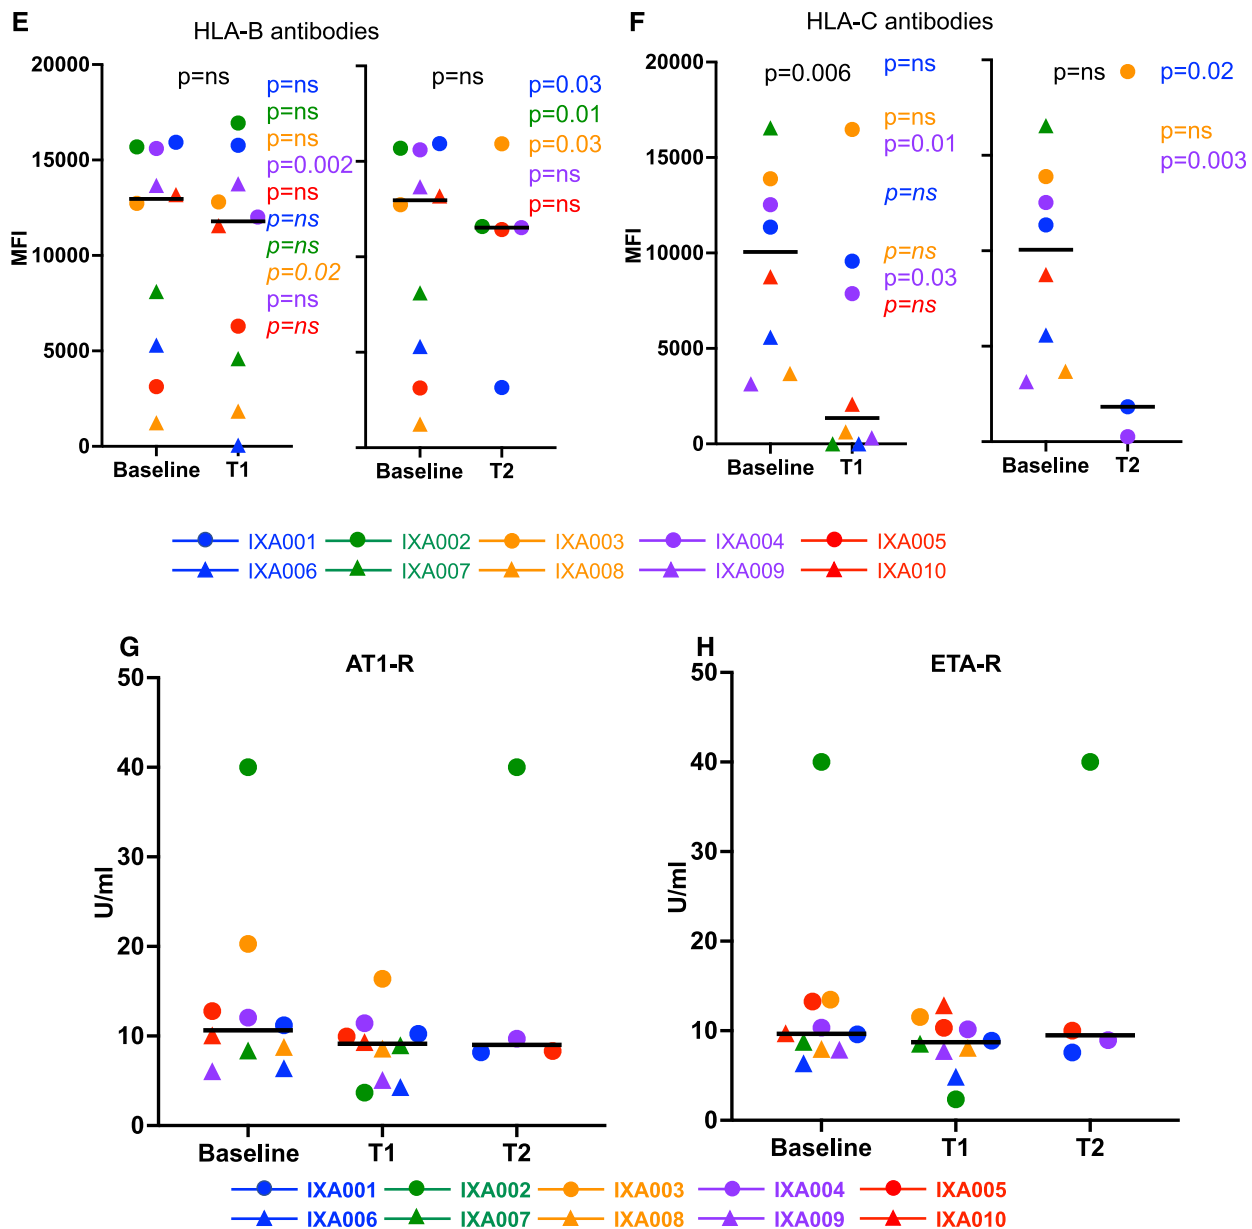 E
HLA-B antibodies
MFI
20000
15000
10000
5000
0
p=ns
p=ns
p=ns
p=ns
p=0.002
p=ns
p=ns
p=ns
p=0.02
p=ns
p=ns
Baseline T1
p=ns
p=0.03
p=0.01
p=0.03
p=ns
p=ns
Baseline T2
F
HLA-C antibodies
MFI
20000
15000
10000
5000
0
p=0.006
p=ns
p=ns
p=0.01
p=ns
p=ns
p=0.03
p=ns
Baseline T1
p=ns
p=0.02
p=ns
p=0.003
Baseline T2
IXA001 IXA002 IXA003 IXA004 IXA005
IXA006 IXA007 IXA008 IXA009 IXA010
G
AT1-R
U/ml
50
40
30
20
10
0
Baseline T1 T2
H
ETA-R
U/ml
50
40
30
20
10
0
Baseline T1 T2
IXA001 IXA002 IXA003 IXA004 IXA005
IXA006 IXA007 IXA008 IXA009 IXA010